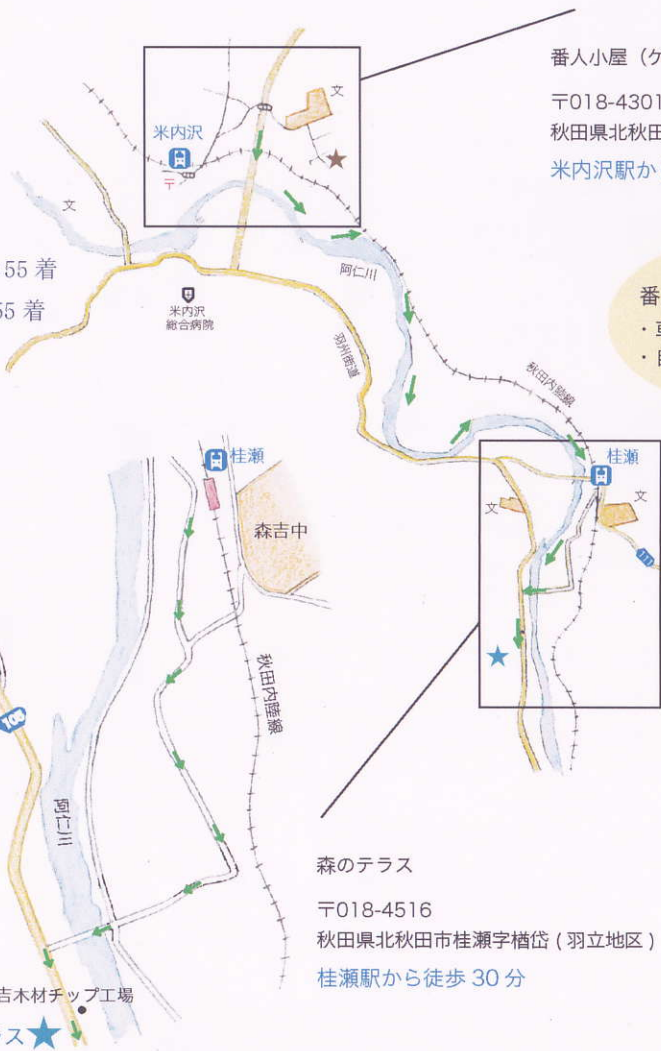 番人小屋（ケ
〒018-4301
秋田県北秋田
米内沢駅か
文
米内沢
〒
文
55 着
55 着
米内沢
総合病院
阿仁川
羽州街道
番
・
・
秋田内陸線
桂瀬
文
文
桂瀬
森吉中
秋田内陸線
108
阿仁川
森のテラス
〒018-4516
秋田県北秋田市桂瀬字楢岱 ( 羽立地区 )
桂瀬駅から徒歩 30 分
吉木材チップ工場
ラス★